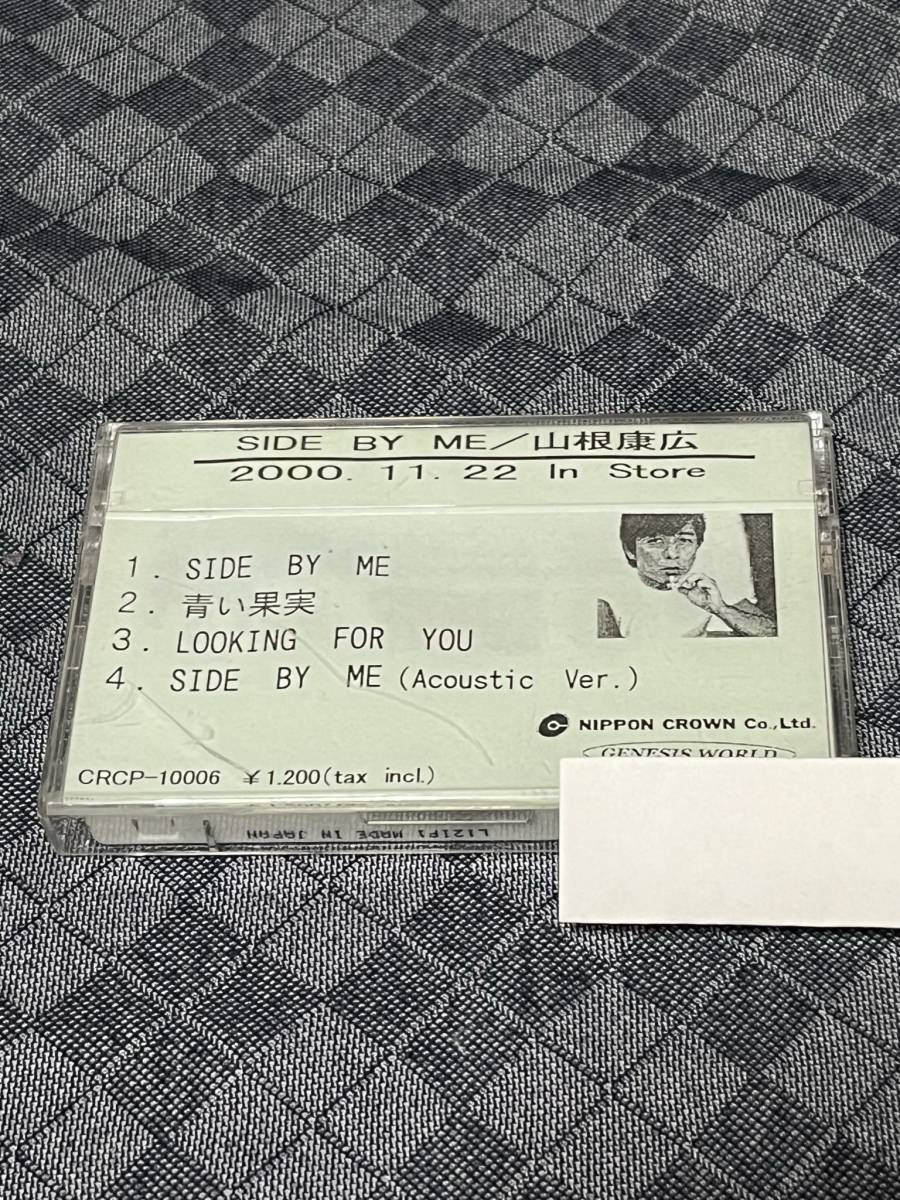 SIDE BY ME/山根康広
2000. 11. 22 In Store
1. SIDE BY ME
2. 青い果実
3. LOOKING FOR YOU
4. SIDE BY ME (Acoustic Ver.)
NIPPON CROWN Co.,Ltd.
GENESIS WORLD
CRCP-10006 ¥1,200(tax incl.)
L121P1 MADE IN JAPAN